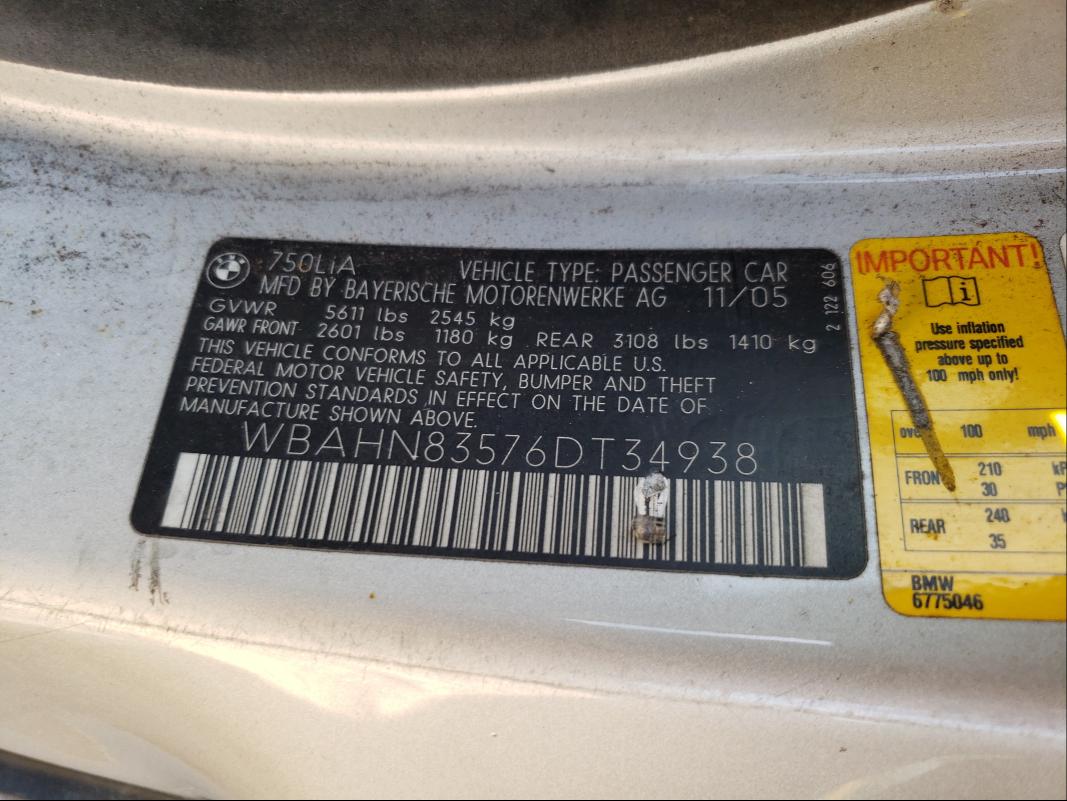 750LiA VEHICLE TYPE: PASSENGER CAR
MFD BY BAYERISCHE MOTORENWERKE AG 11/05
GVWR 5611 lbs 2545 kg
GAWR FRONT 2601 lbs 1180 kg REAR 3108 lbs 1410 kg
THIS VEHICLE CONFORMS TO ALL APPLICABLE U.S.
FEDERAL MOTOR VEHICLE SAFETY, BUMPER AND THEFT
PREVENTION STANDARDS IN EFFECT ON THE DATE OF
MANUFACTURE SHOWN ABOVE.
WBAHN83576DT34938
2 122 606
IMPORTANT!
Use inflation
pressure specified
above up to
100 mph only!
100 mph
FRONT 210
30
REAR 240
35
BMW
6775046